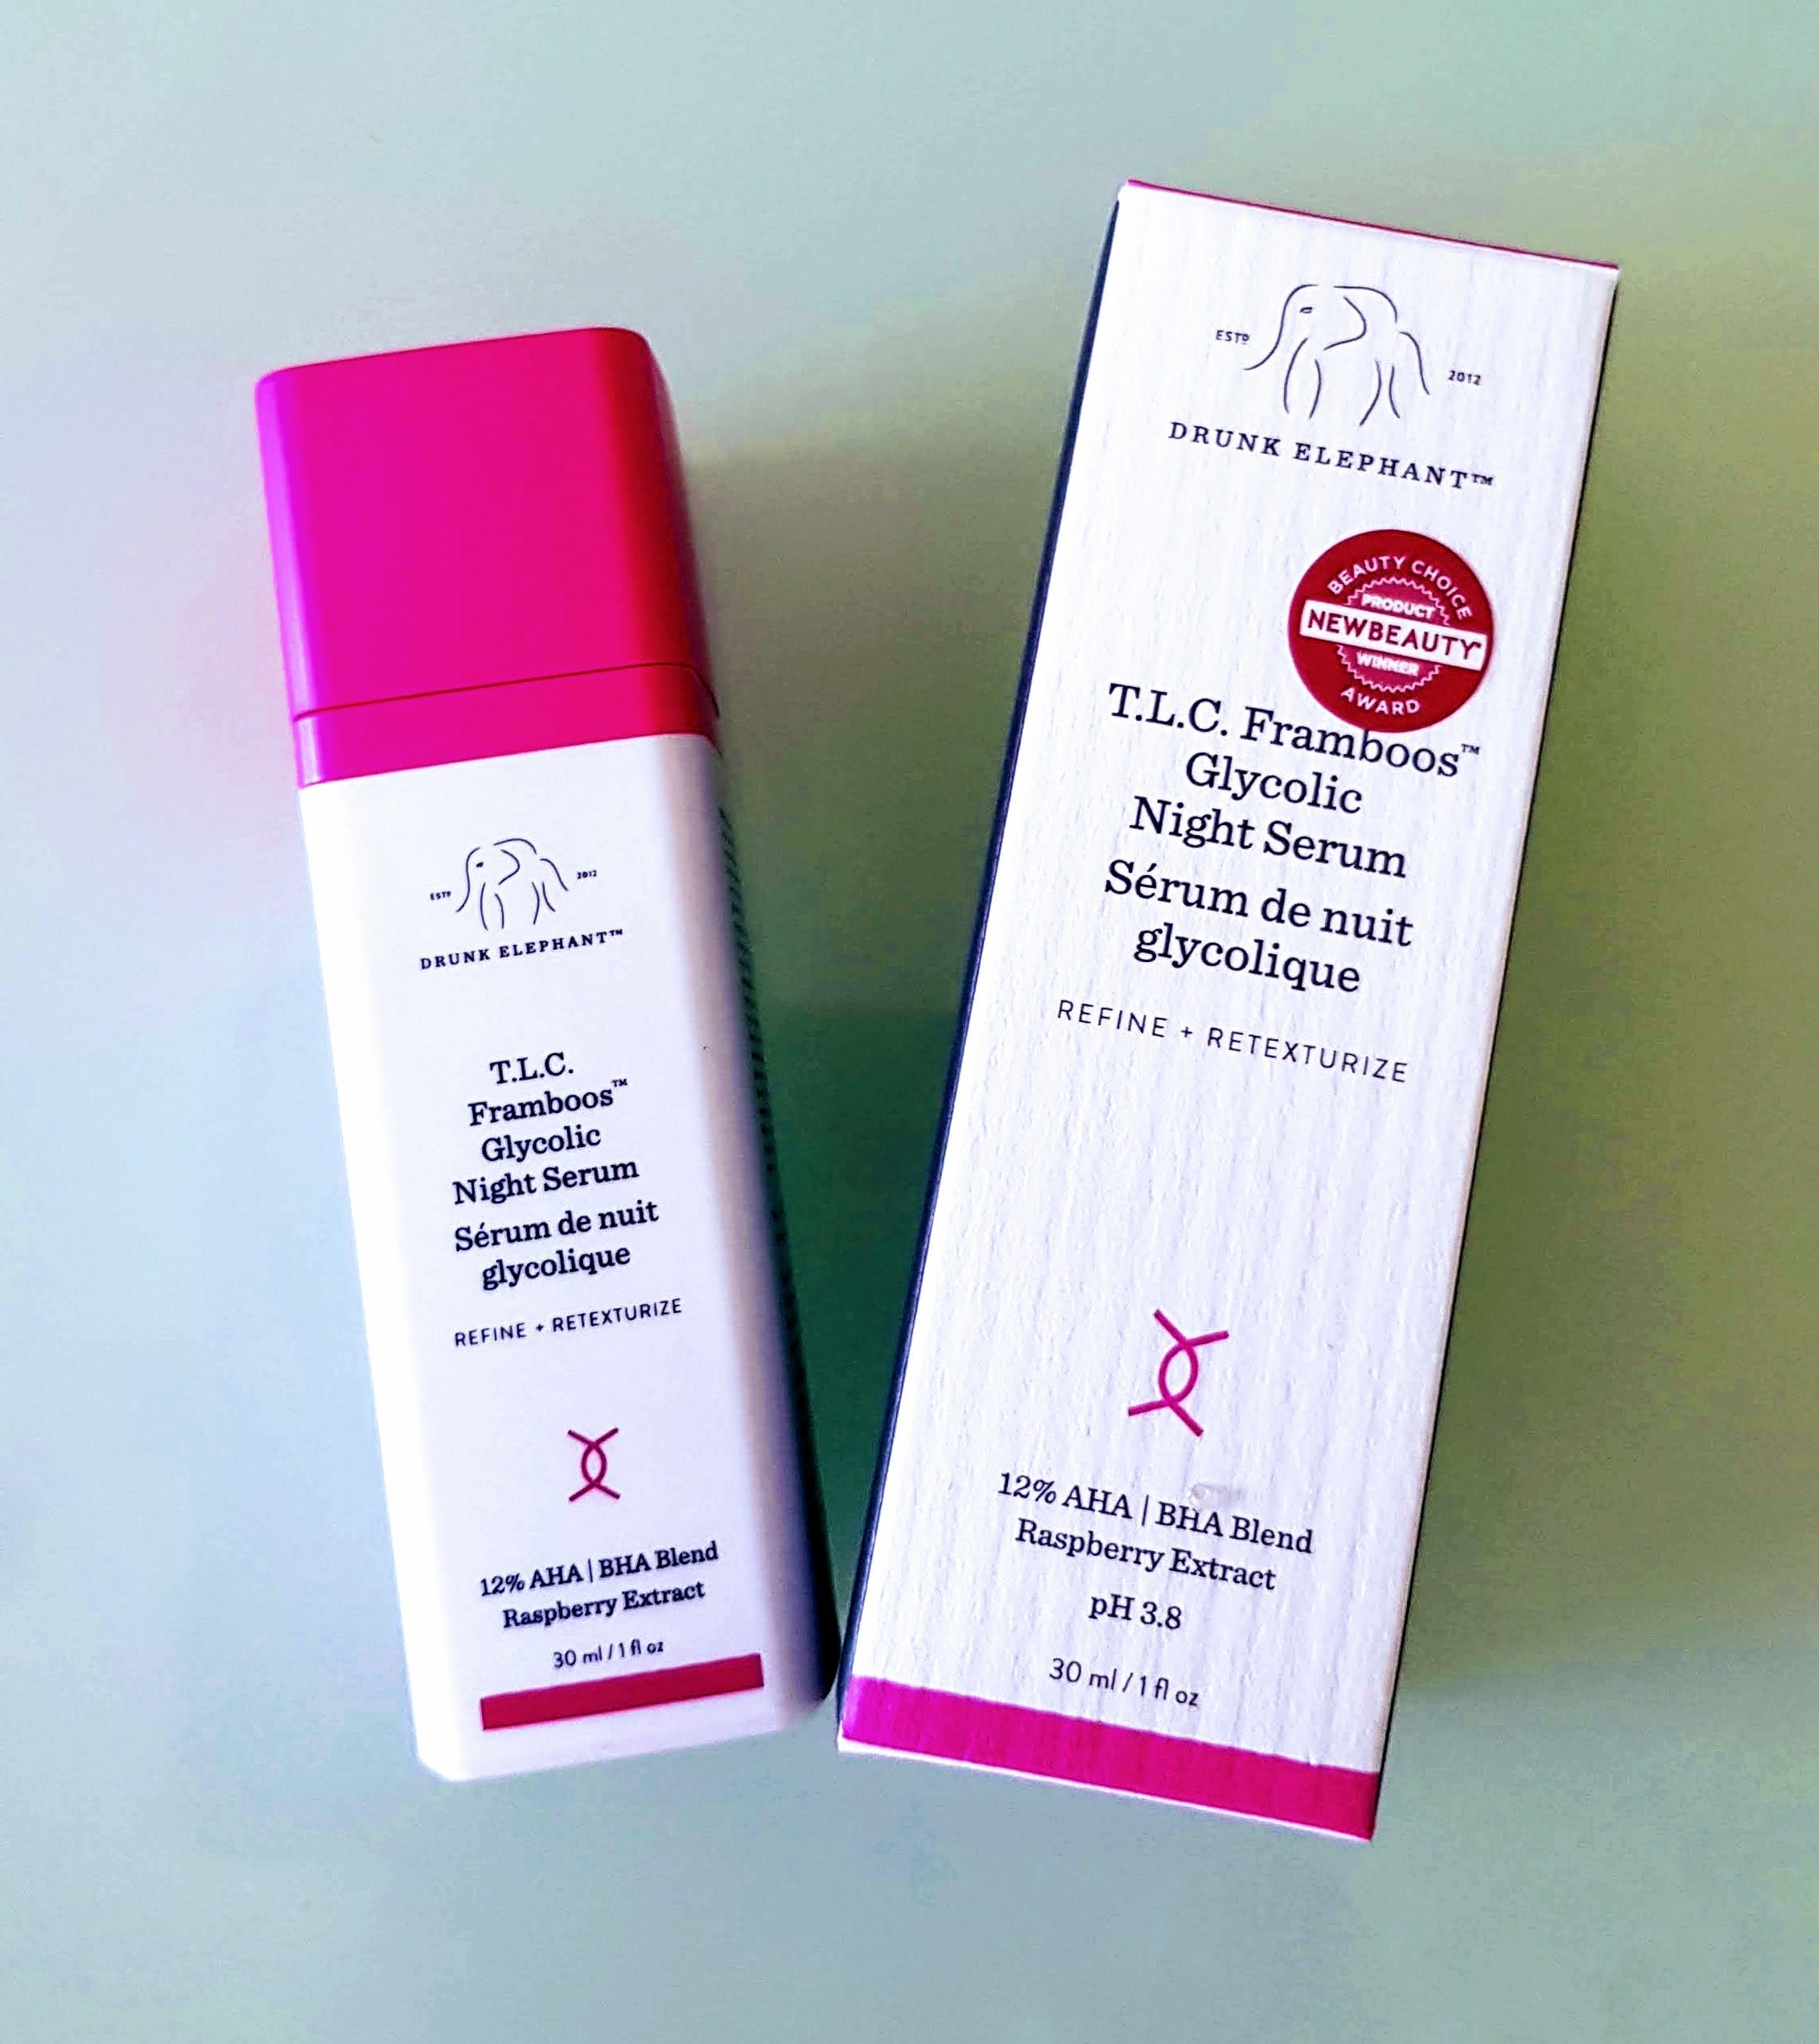 ESTD
2012
DRUNK ELEPHANT™
T.L.C.
Framboos™
Glycolic
Night Serum
Sérum de nuit
glycolique
REFINE + RETEXTURIZE
12% AHA | BHA Blend
Raspberry Extract
30 ml / 1 fl oz
ESTD
2012
DRUNK ELEPHANT™
BEAUTY CHOICE
PRODUCT
NEWBEAUTY
WINNER
AWARD
T.L.C. Framboos™
Glycolic
Night Serum
Sérum de nuit
glycolique
REFINE + RETEXTURIZE
12% AHA | BHA Blend
Raspberry Extract
pH 3.8
30 ml / 1 fl oz